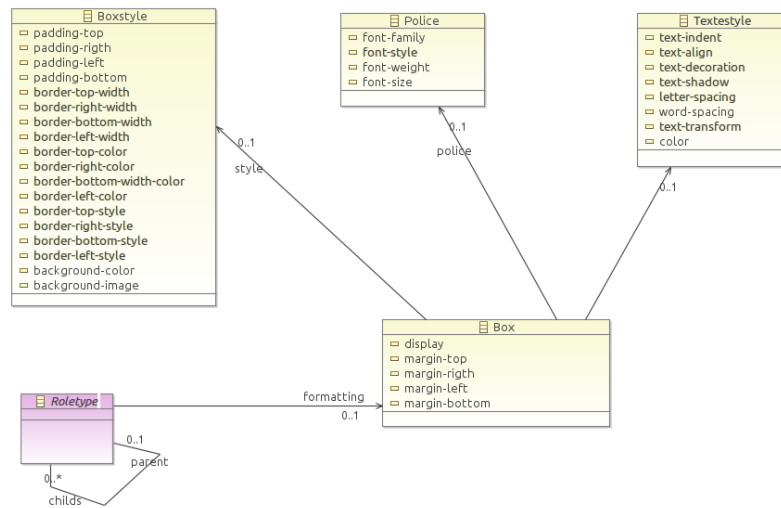 Boxstyle
padding-top
padding-rigth
padding-left
padding-bottom
border-top-width
border-right-width
border-bottom-width
border-left-width
border-top-color
border-right-color
border-bottom-width-color
border-left-color
border-top-style
border-right-style
border-bottom-style
border-left-style
background-color
background-image
Police
font-family
font-style
font-weight
font-size
Textestyle
text-indent
text-align
text-decoration
text-shadow
letter-spacing
word-spacing
text-transform
color
0..1
style
0..1
police
0..1
Box
display
margin-top
margin-rigth
margin-left
margin-bottom
formatting
0..1
Roletype
0..1
parent
0..*
childs